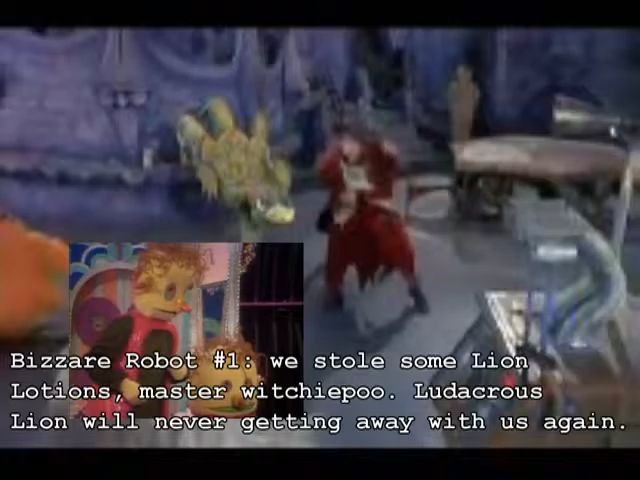 Bizzare Robot #1: we stole some Lion
Lotions, master witchiepoo. Ludacrous
Lion will never getting away with us again.